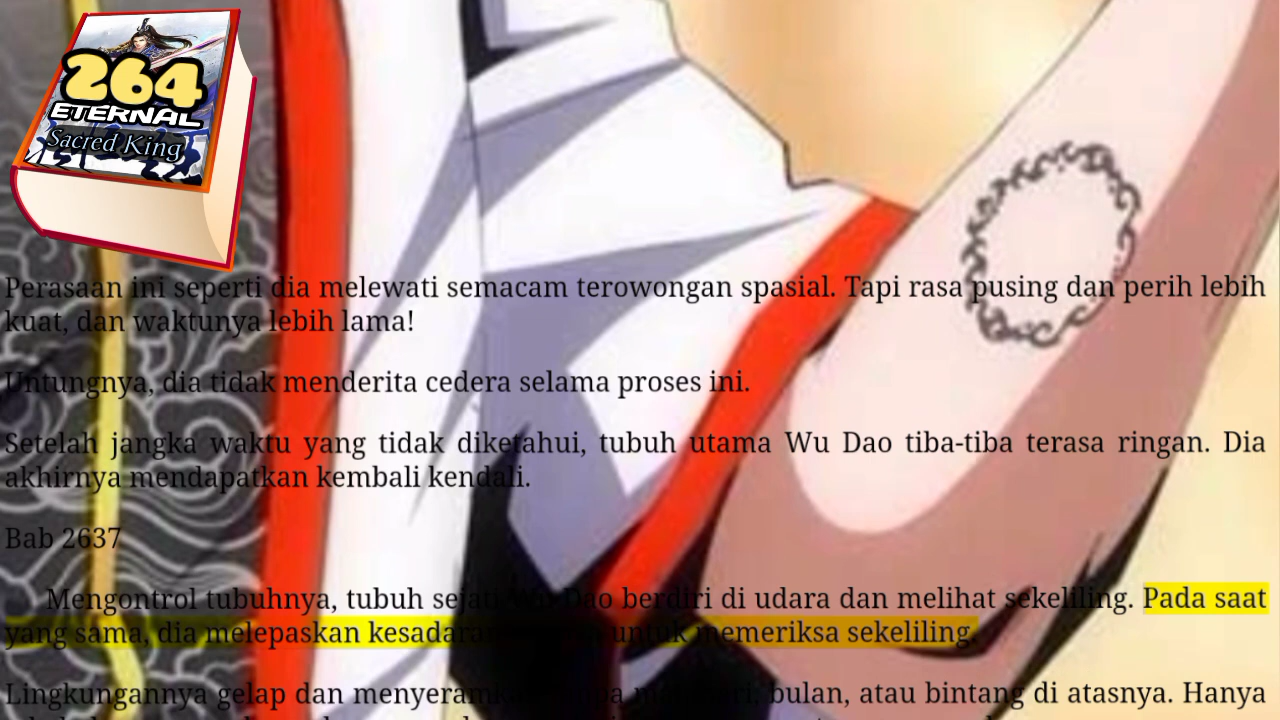 264
ETERNAL
Sacred King
Perasaan ini seperti dia melewati semacam terowongan spasial. Tapi rasa pusing dan perih lebih
kuat, dan waktunya lebih lama!
Untungnya, dia tidak menderita cedera selama proses ini.
Setelah jangka waktu yang tidak diketahui, tubuh utama Wu Dao tiba-tiba terasa ringan. Dia
akhirnya mendapatkan kembali kendali.
Bab 2637
Mengontrol tubuhnya, tubuh sejati Wu Dao berdiri di udara dan melihat sekeliling. Pada saat
yang sama, dia melepaskan kesadaran untuk memeriksa sekeliling.
Lingkungannya gelap dan menyeramkan bulan, atau bintang di atasnya. Hanya